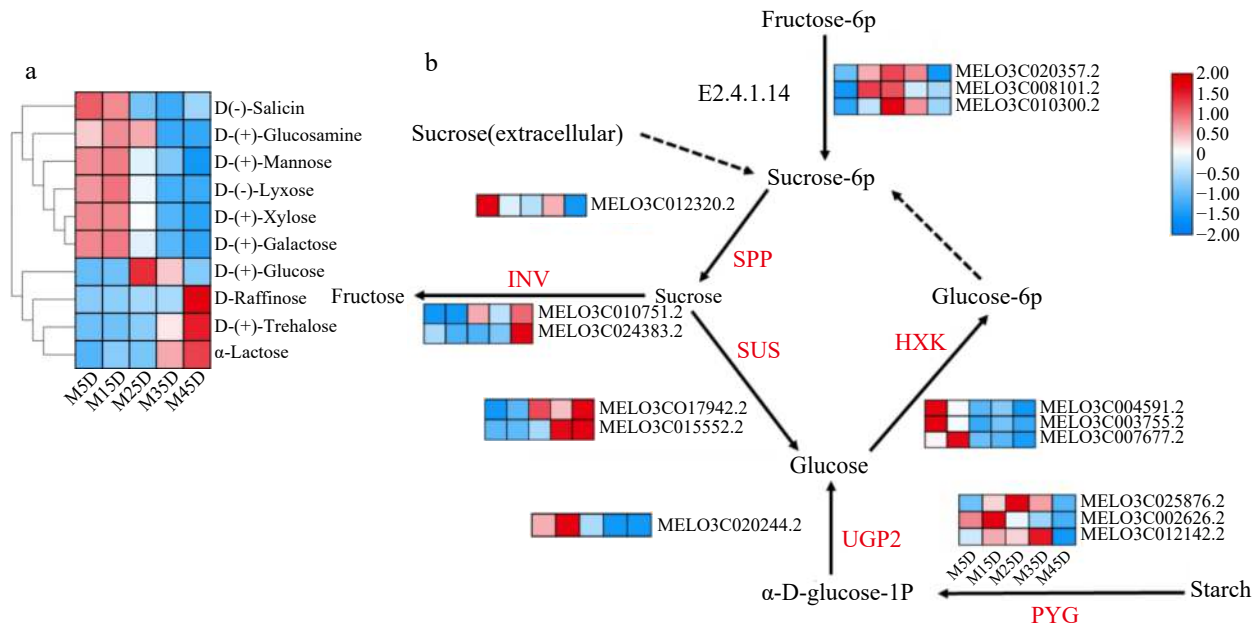 a
D(-)-Salicin
D-(+)-Glucosamine
D-(+)-Mannose
D-(-)-Lyxose
D-(+)-Xylose
D-(+)-Galactose
D-(+)-Glucose
D-Raffinose
D-(+)-Trehalose
α-Lactose
M5D
M15D
M25D
M35D
M45D
b
Fructose-6p
E2.4.1.14
MELO3C020357.2
MELO3C008101.2
MELO3C010300.2
2.00
1.50
1.00
0.50
0
−0.50
−1.00
−1.50
−2.00
Sucrose(extracellular)
Sucrose-6p
MELO3C012320.2
SPP
INV
Fructose
Sucrose
Glucose-6p
MELO3C010751.2
MELO3C024383.2
SUS
HXK
MELO3CO17942.2
MELO3C015552.2
MELO3C004591.2
MELO3C003755.2
MELO3C007677.2
Glucose
MELO3C020244.2
UGP2
MELO3C025876.2
MELO3C002626.2
MELO3C012142.2
M5D
M15D
M25D
M35D
M45D
α-D-glucose-1P
Starch
PYG